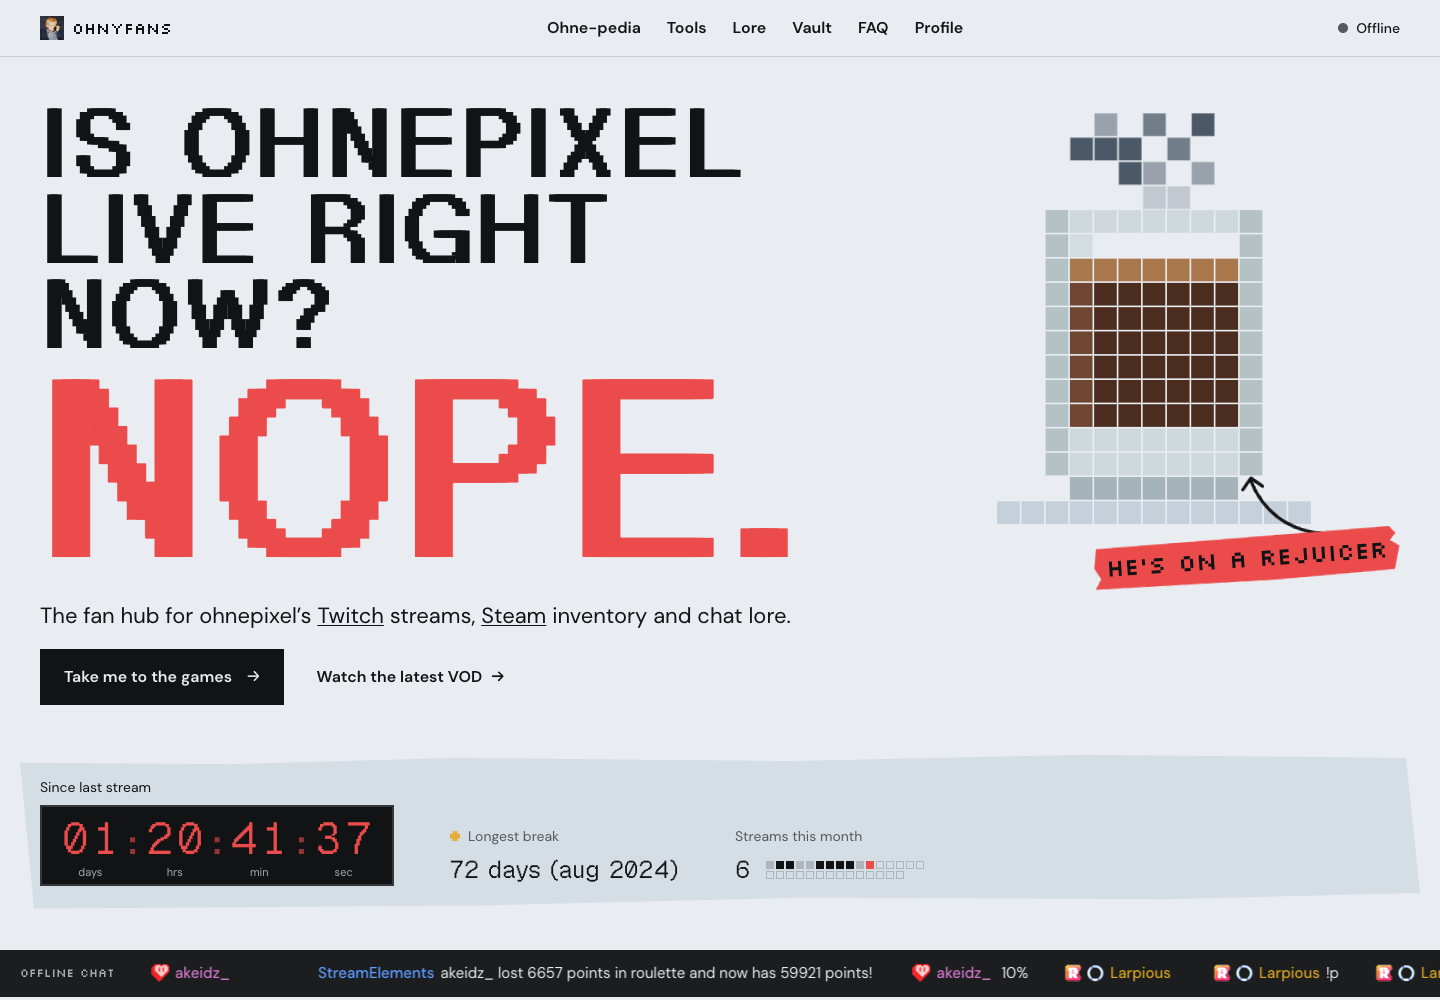 OHNYFANS
Ohne-pedia Tools Lore Vault FAQ Profile
Offline
IS OHNEPIXEL
LIVE RIGHT
NOW?
NOPE.
HE'S ON A REJUICER
The fan hub for ohnepixel’s Twitch streams, Steam inventory and chat lore.
Take me to the games →
Watch the latest VOD →
Since last stream
01:20:41:37
days hrs min sec
Longest break
72 days (aug 2024)
Streams this month
6
OFFLINE CHAT
akeidz_
StreamElements akeidz_ lost 6657 points in roulette and now has 59921 points!
akeidz_ 10%
Larpious
Larpious !p